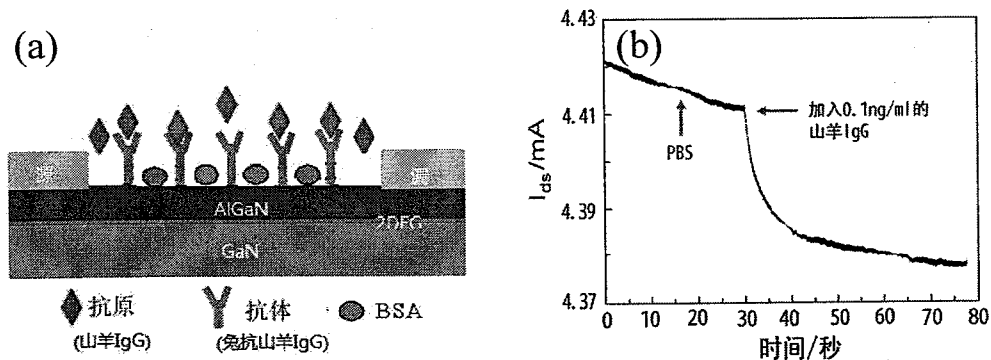 (a)
源
源
AlGaN
2DEG
GaN
抗原
(山羊IgG)
抗体
(兔抗山羊IgG)
BSA
(b)
4.43
4.41
4.39
4.37
I_ds/mA
PBS
加入0.1ng/ml的
山羊IgG
0 10 20 30 40 50 60 70 80
时间/秒